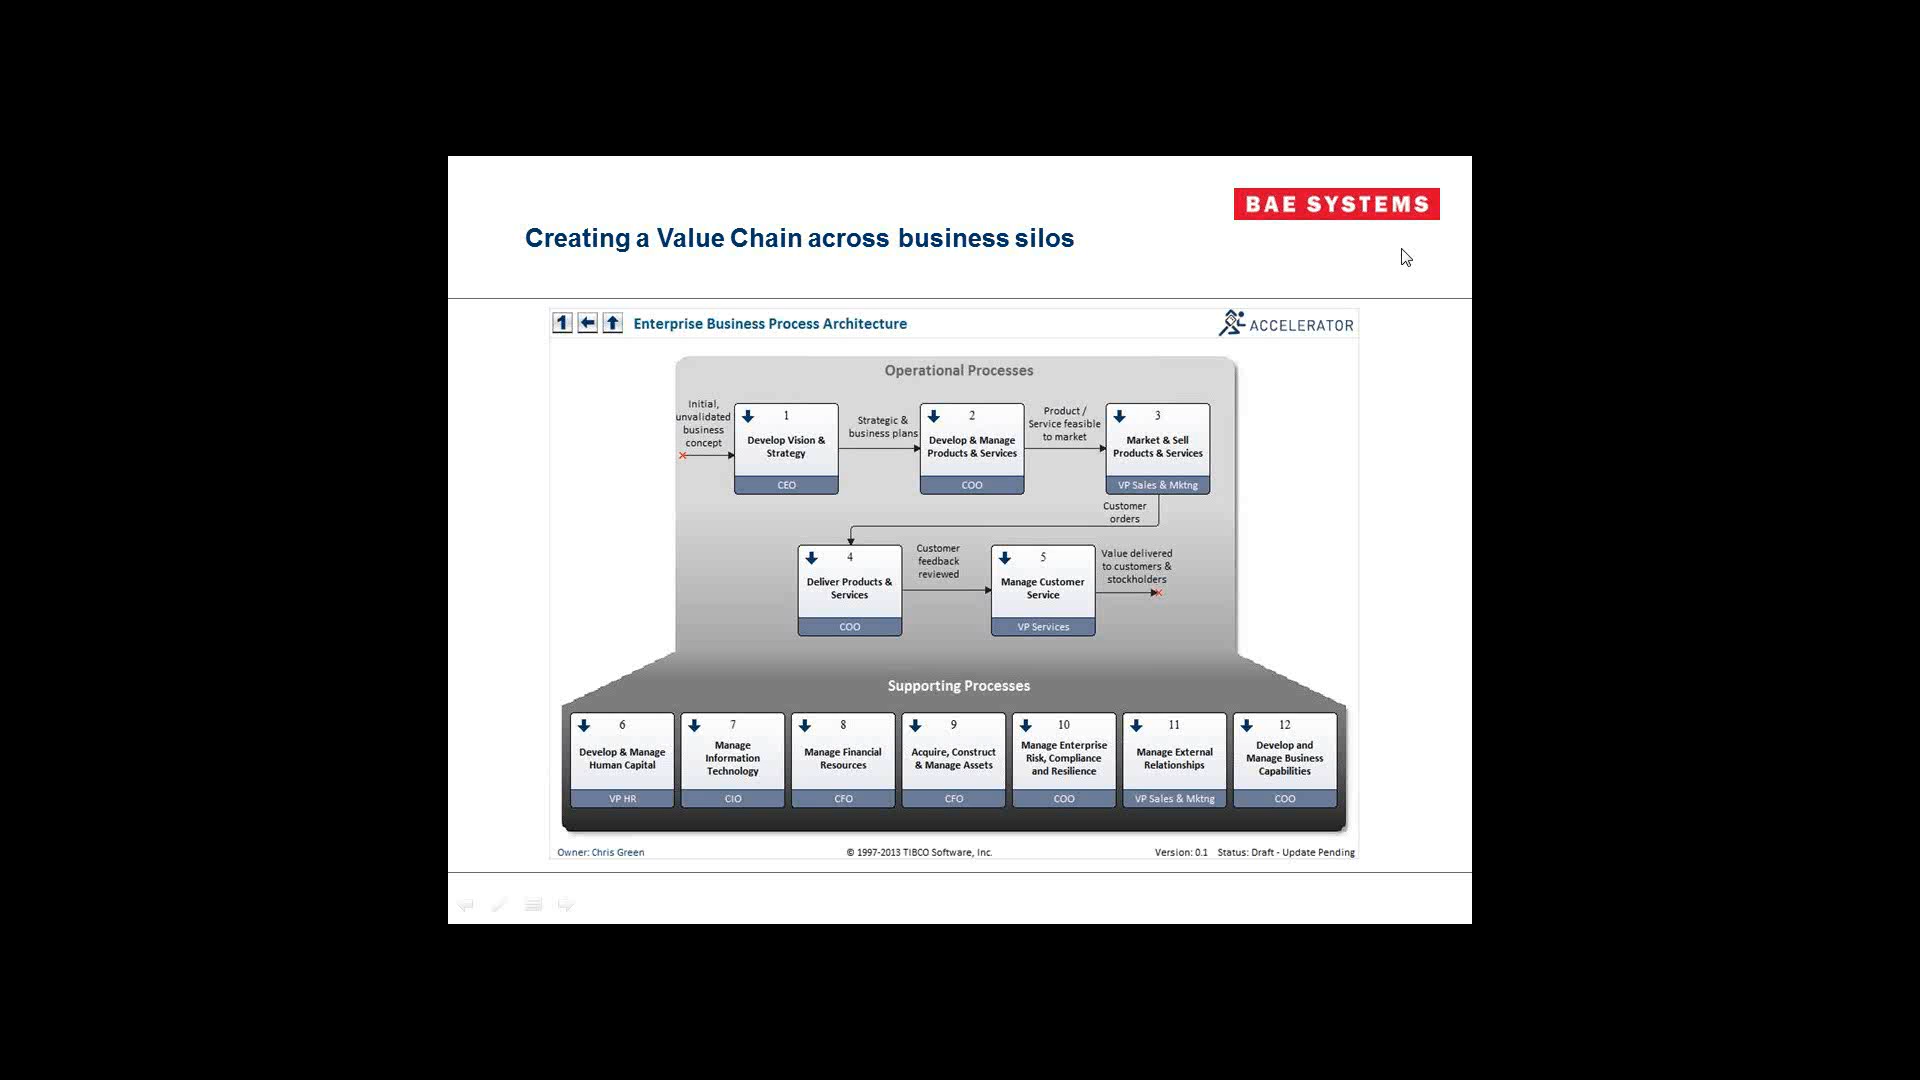 BAE SYSTEMS
Creating a Value Chain across business silos
1
Enterprise Business Process Architecture
ACCELERATOR
Operational Processes
Initial,
unvalidated
business
concept
1
Develop Vision &
Strategy
CEO
Strategic &
business plans
2
Develop & Manage
Products & Services
COO
Product /
Service feasible
to market
3
Market & Sell
Products & Services
VP Sales & Mktng
Customer
orders
4
Deliver Products &
Services
COO
Customer
feedback
reviewed
5
Manage Customer
Service
VP Services
Value delivered
to customers &
stockholders
Supporting Processes
6
Develop & Manage
Human Capital
VP HR
7
Manage
Information
Technology
CIO
8
Manage Financial
Resources
CFO
9
Acquire, Construct
& Manage Assets
CFO
10
Manage Enterprise
Risk, Compliance
and Resilience
COO
11
Manage External
Relationships
VP Sales & Mktng
12
Develop and
Manage Business
Capabilities
COO
Owner: Chris Green
© 1997-2013 TIBCO Software, Inc.
Version: 0.1 Status: Draft - Update Pending